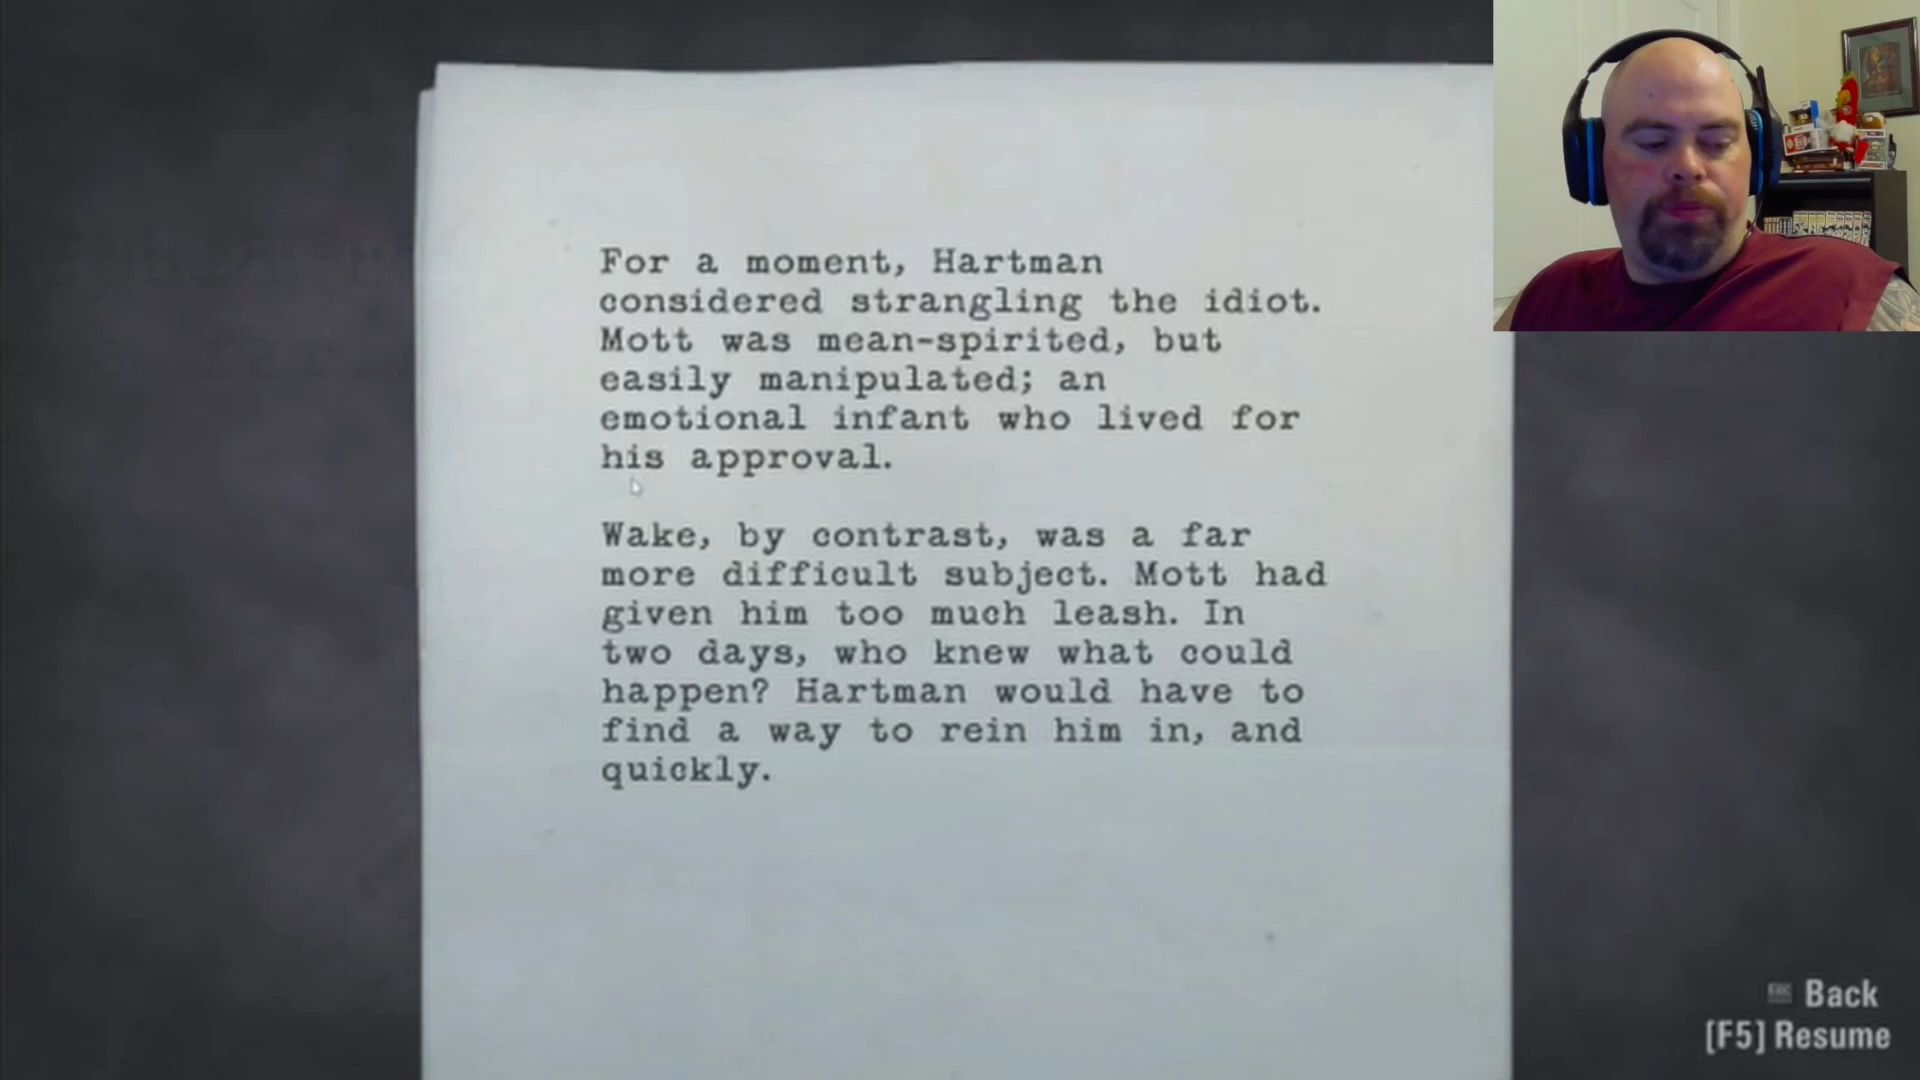 For a moment, Hartman
considered strangling the idiot.
Mott was mean-spirited, but
easily manipulated; an
emotional infant who lived for
his approval.
Wake, by contrast, was a far
more difficult subject. Mott had
given him too much leash. In
two days, who knew what could
happen? Hartman would have to
find a way to rein him in, and
quickly.
Back
[F5] Resume